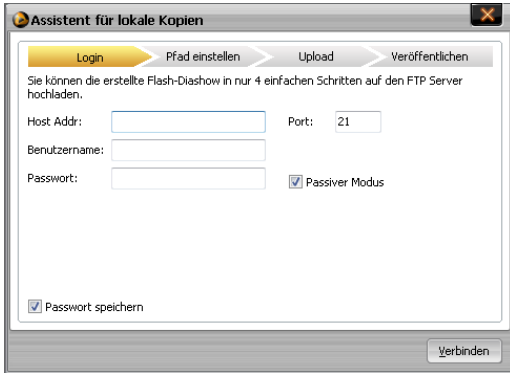 Assistent für lokale Kopien
Login Pfad einstellen Upload Veröffentlichen
Sie können die erstellte Flash-Diashow in nur 4 einfachen Schritten auf den FTP Server
hochladen.
Host Addr: Port: 21
Benutzername:
Passwort: Passiver Modus
Passwort speichern
Verbinden